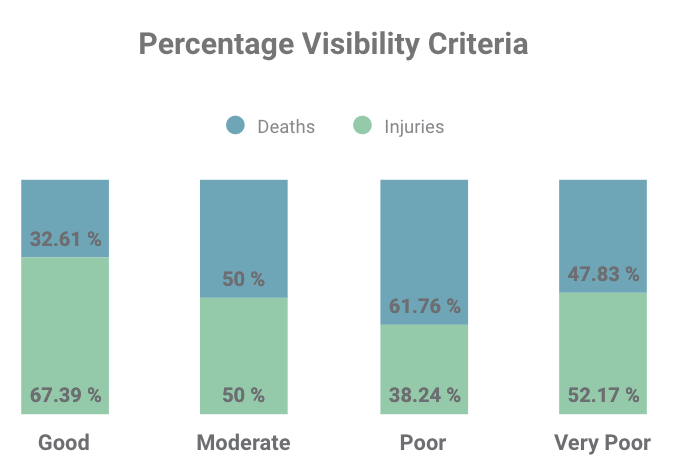 Percentage Visibility Criteria
Deaths Injuries
32.61 % 50 % 61.76 % 47.83 %
67.39 % 50 % 38.24 % 52.17 %
Good Moderate Poor Very Poor